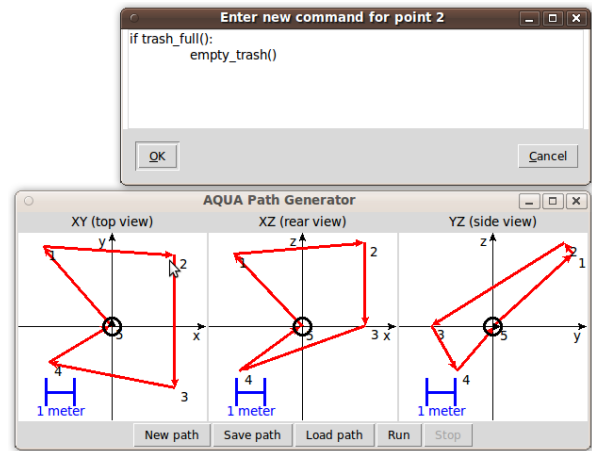 Enter new command for point 2
if trash_full():
empty_trash()
OK
Cancel
AQUA Path Generator
XY (top view)
XZ (rear view)
YZ (side view)
y
1
2
x
5
4
3
1 meter
z
1
2
x
5
3
4
1 meter
z
2
1
y
3
5
4
1 meter
New path
Save path
Load path
Run
Stop